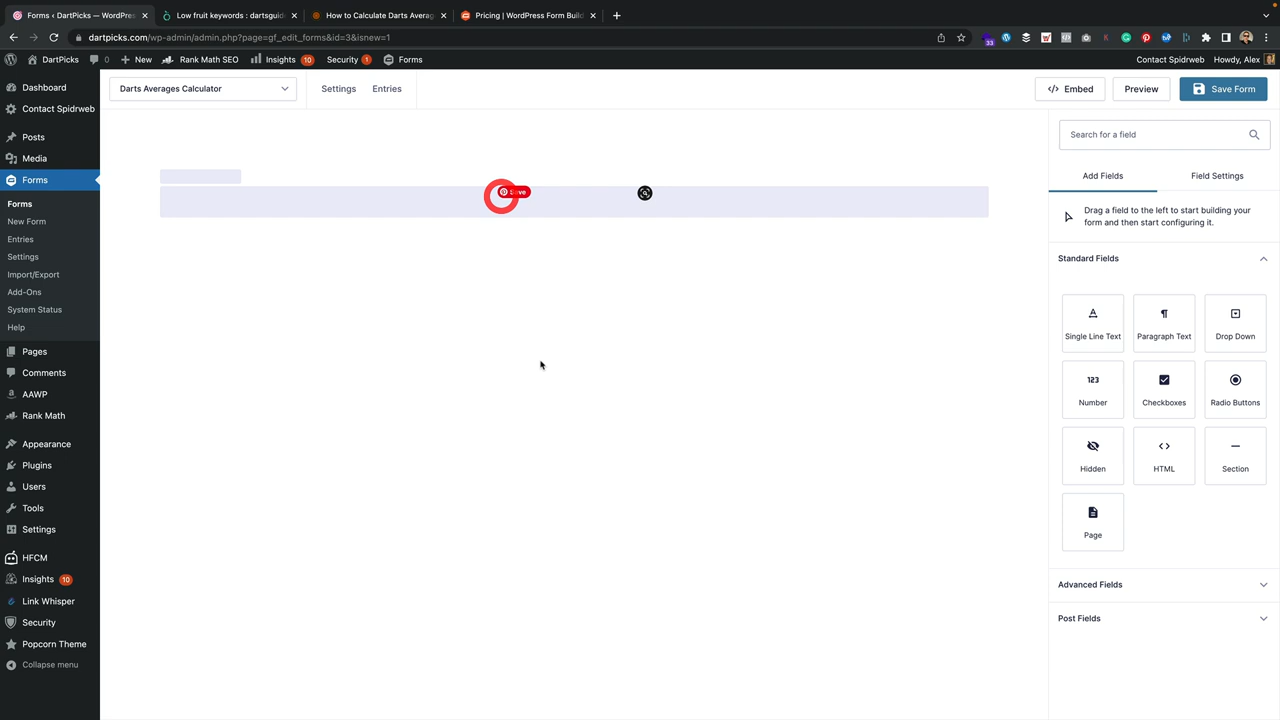 Forms ‹ DartPicks — WordPres
Low fruit keywords : dartsguid
How to Calculate Darts Averag
Pricing | WordPress Form Build
dartpicks.com/wp-admin/admin.php?page=gf_edit_forms&id=3&isnew=1
33
DartPicks
0
New
Rank Math SEO
Insights 10
Security 1
Forms
Contact Spidrweb
Howdy, Alex
Dashboard
Contact Spidrweb
Posts
Media
Forms
Forms
New Form
Entries
Settings
Import/Export
Add-Ons
System Status
Help
Pages
Comments
AAWP
Rank Math
Appearance
Plugins
Users
Tools
Settings
HFCM
Insights 10
Link Whisper
Security
Popcorn Theme
Collapse menu
Darts Averages Calculator
Settings
Entries
Embed
Preview
Save Form
Save
Search for a field
Add Fields
Field Settings
Drag a field to the left to start building your
form and then start configuring it.
Standard Fields
Single Line Text
Paragraph Text
Drop Down
123
Number
Checkboxes
Radio Buttons
Hidden
HTML
Section
Page
Advanced Fields
Post Fields